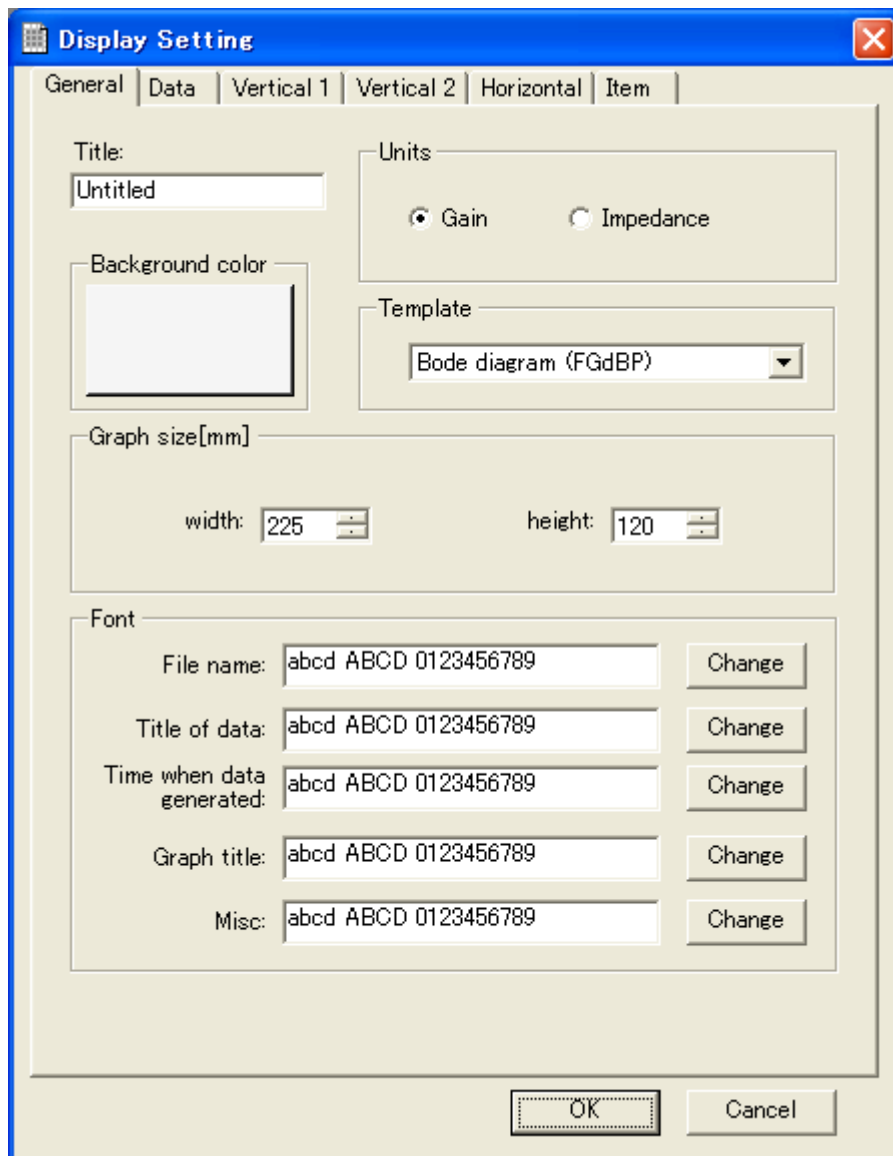 Display Setting
General Data Vertical 1 Vertical 2 Horizontal Item
Title:
Untitled
Units
Gain Impedance
Background color
Template
Bode diagram (FGdBP)
Graph size[mm]
width: 225 height: 120
Font
File name: abcd ABCD 0123456789 Change
Title of data: abcd ABCD 0123456789 Change
Time when data
generated: abcd ABCD 0123456789 Change
Graph title: abcd ABCD 0123456789 Change
Misc: abcd ABCD 0123456789 Change
OK Cancel